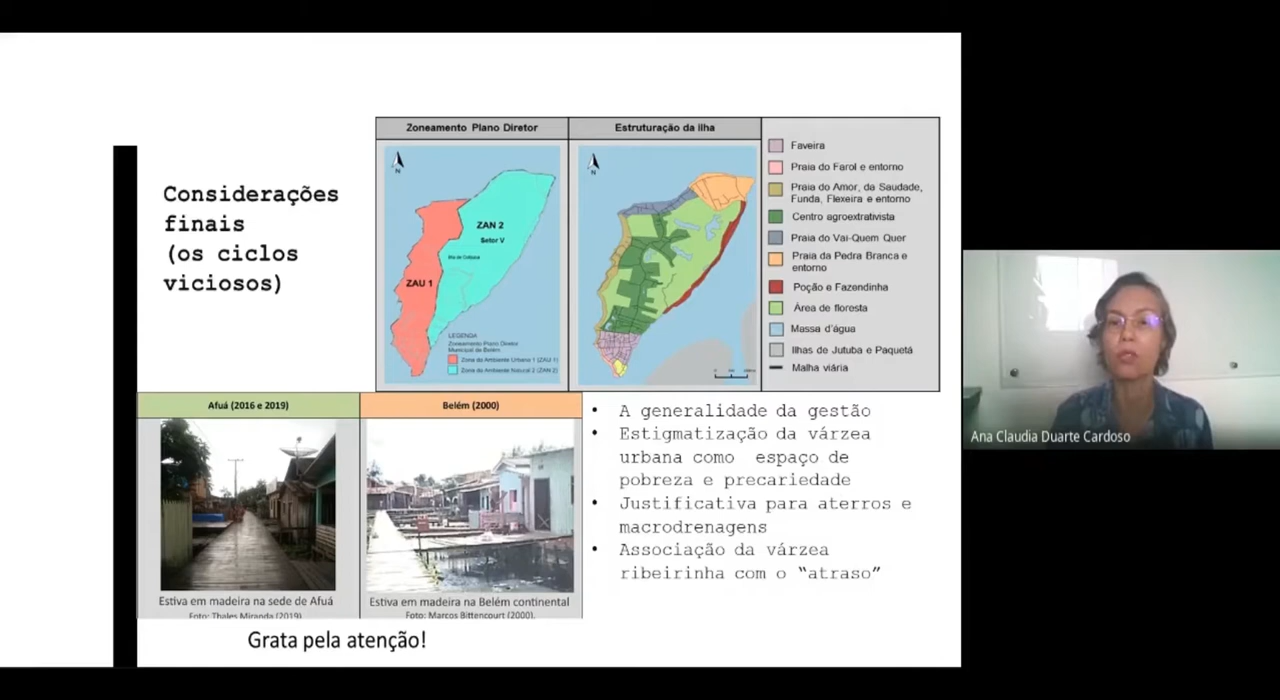 Considerações
finais
(os ciclos
viciosos)
Zoneamento Plano Diretor
Estruturação da ilha
N
ZAN 2
Setor V
ZAU 1
LEGENDA
Zoneamento Plano Diretor
Municipal de Belém
Zona do Ambiente Urbano 1 (ZAU 1)
Zona do Ambiente Natural 2 (ZAN 2)
N
Faveira
Praia do Farol e entorno
Praia do Amor, da Saudade,
Funda, Flexeira e entorno
Centro agroextrativista
Praia do Vai-Quem Quer
Praia da Pedra Branca e
entorno
Poção e Fazendinha
Área de floresta
Massa d'água
Ilhas de Jutuba e Paquetá
Malha viária
Afuá (2016 e 2019)
Belém (2000)
Estiva em madeira na sede de Afuá
Foto: Thales Miranda (2019)
Estiva em madeira na Belém continental
Foto: Marcos Bittencourt (2000).
• A generalidade da gestão
• Estigmatização da várzea
urbana como espaço de
pobreza e precariedade
• Justificativa para aterros e
macrodrenagens
• Associação da várzea
ribeirinha com o “atraso”
Grata pela atenção!
Ana Claudia Duarte Cardoso